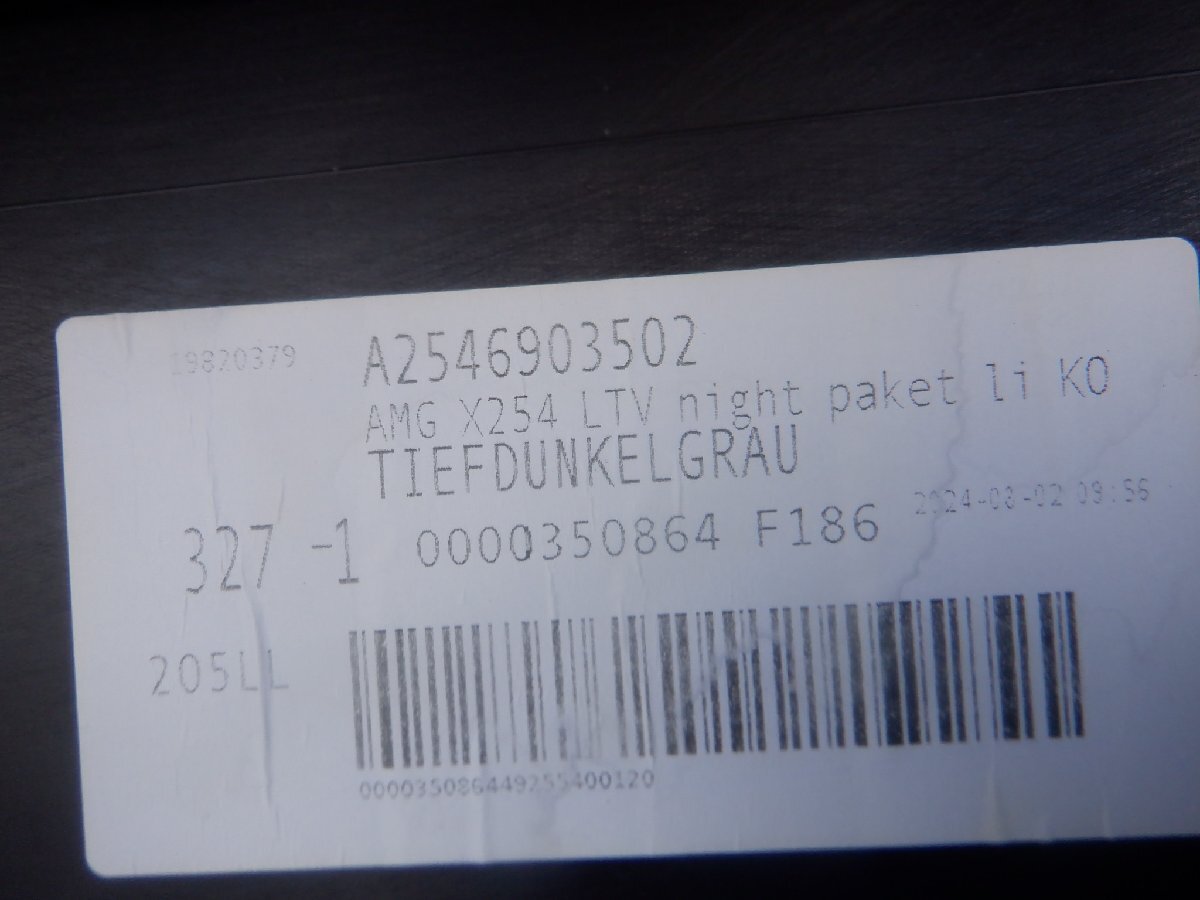 19820379
A2546903502
AMG X254 LTV night paket li KO
TIEFDUNKELGRAU
327 -1 0000350864 F186 2024-08-02 09:56
205LL
000035086449255400120